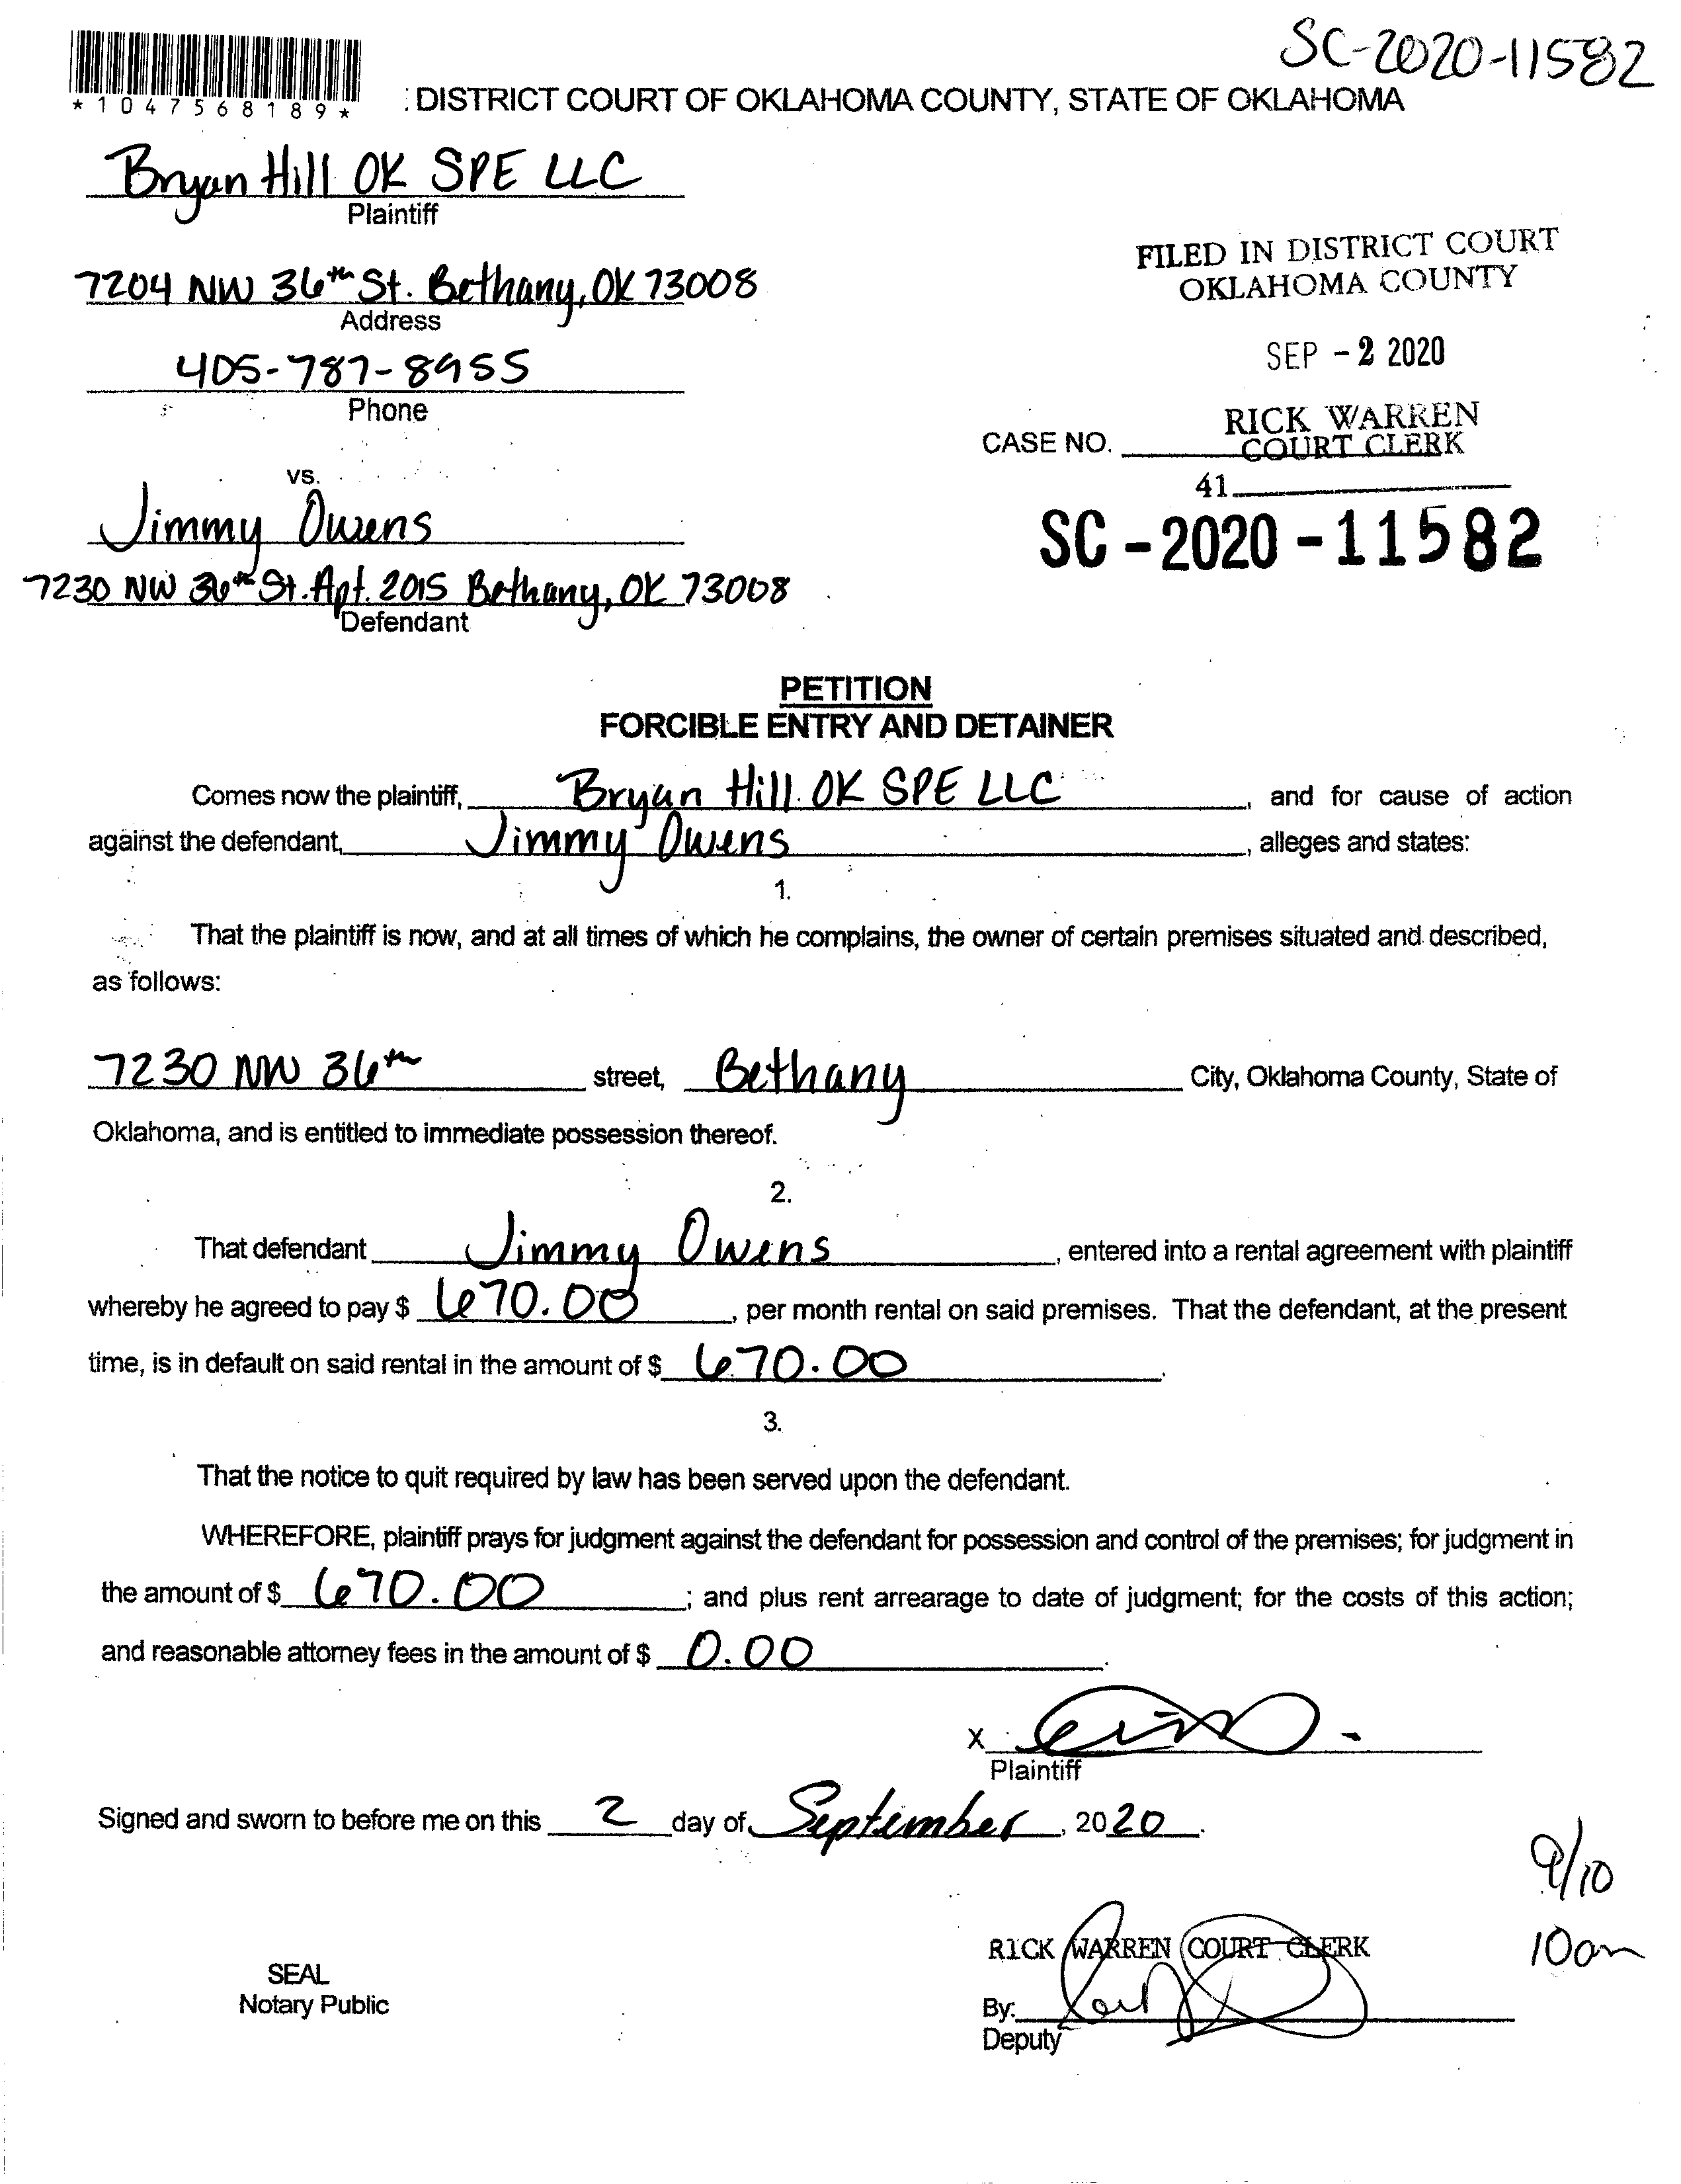 SC-2020-11582
*1047568189*
: DISTRICT COURT OF OKLAHOMA COUNTY, STATE OF OKLAHOMA
Bryan Hill OK SPE LLC
Plaintiff
7204 NW 36th St. Bethany, OK 73008
Address
405-787-8955
Phone
FILED IN DISTRICT COURT
OKLAHOMA COUNTY
SEP - 2 2020
RICK WARREN
COURT CLERK
CASE NO.
41
SC - 2020 - 11582
vs.
Jimmy Owens
7230 NW 36th St. Apt. 2015 Bethany, OK 73008
Defendant
PETITION
FORCIBLE ENTRY AND DETAINER
Comes now the plaintiff, Bryan Hill OK SPE LLC, and for cause of action
against the defendant, Jimmy Owens, alleges and states:
1.
That the plaintiff is now, and at all times of which he complains, the owner of certain premises situated and described,
as follows:
7230 NW 36th street, Bethany City, Oklahoma County, State of
Oklahoma, and is entitled to immediate possession thereof.
2.
That defendant Jimmy Owens, entered into a rental agreement with plaintiff
whereby he agreed to pay $ 670.00, per month rental on said premises. That the defendant, at the present
time, is in default on said rental in the amount of $ 670.00.
3.
That the notice to quit required by law has been served upon the defendant.
WHEREFORE, plaintiff prays for judgment against the defendant for possession and control of the premises; for judgment in
the amount of $ 670.00; and plus rent arrearage to date of judgment; for the costs of this action;
and reasonable attorney fees in the amount of $ 0.00.
X
Plaintiff
Signed and sworn to before me on this 2 day of September, 2020.
9/10
10am
RICK WARREN COURT CLERK
SEAL
Notary Public
By:
Deputy